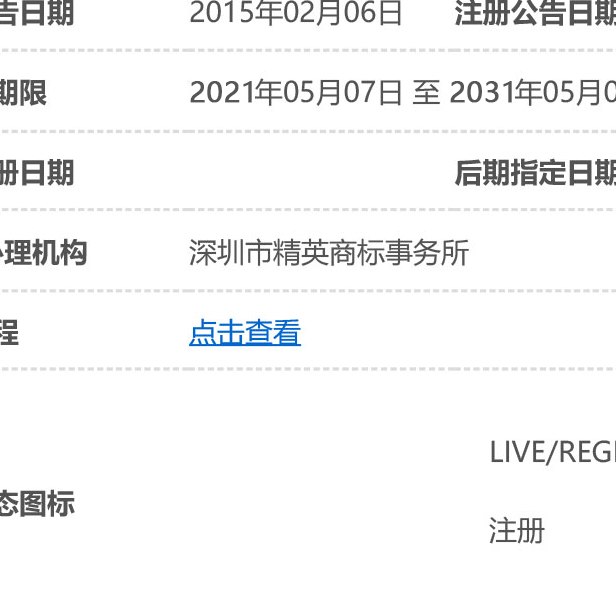 告日期 2015年02月06日 注册公告日期
期限 2021年05月07日 至 2031年05月0
册日期 后期指定日期
理机构 深圳市精英商标事务所
程 点击查看
LIVE/REG
态图标
注册